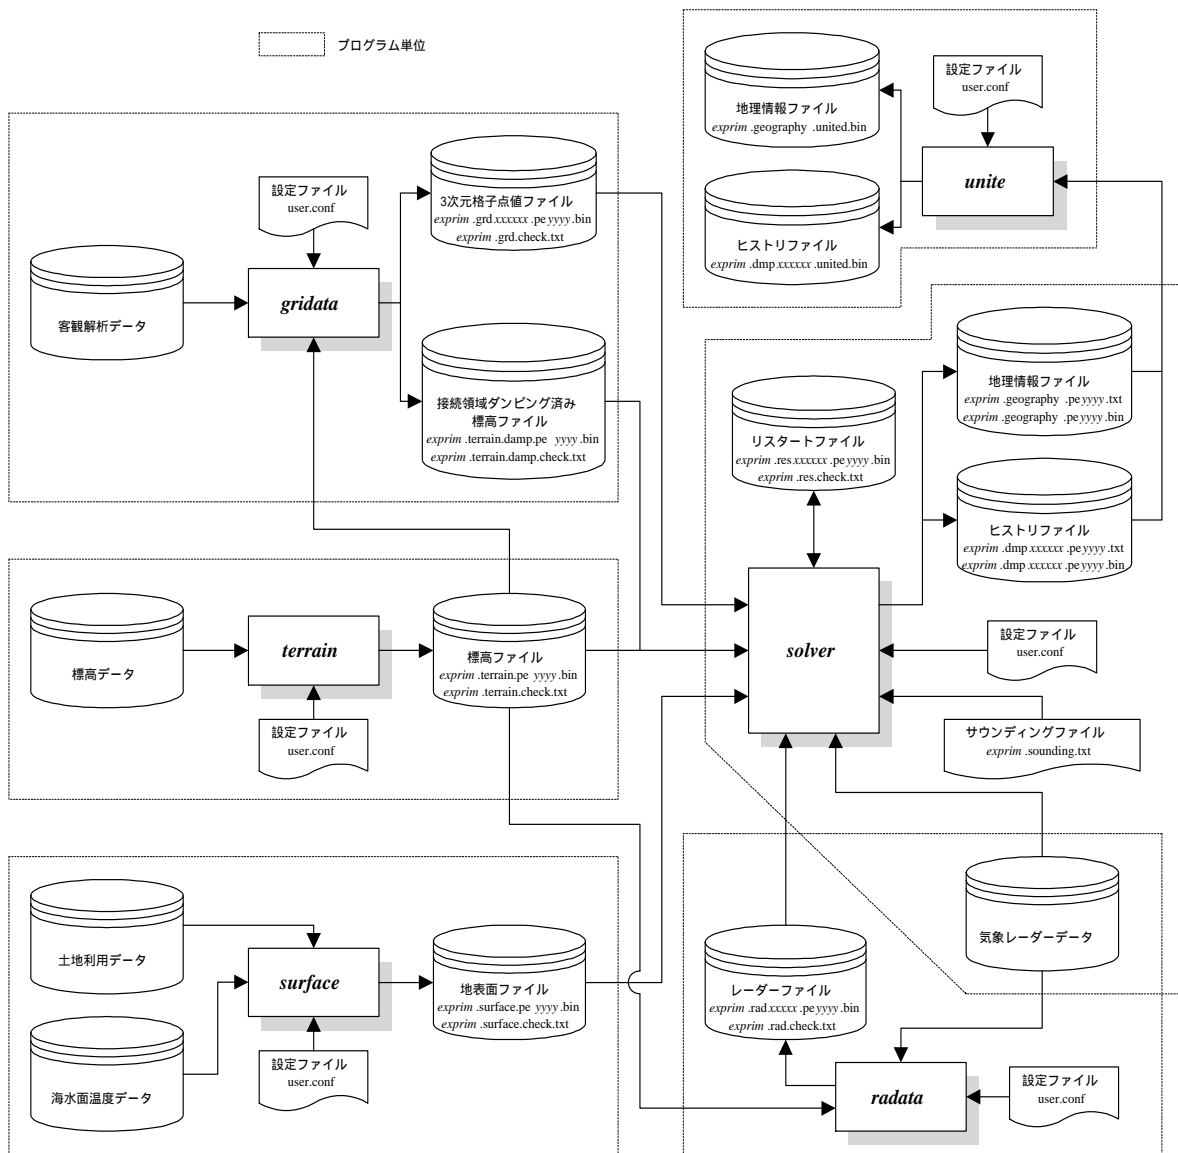 プログラム単位
設定ファイル
user.conf
3次元格子点値ファイル
exprim .grd xxxxxx .pe yyyy .bin
exprim .grd.check.txt
客観解析データ
gridata
接続領域ダンピング済み
標高ファイル
exprim .terrain.damp.pe yyyy .bin
exprim .terrain.damp.check.txt
標高データ
terrain
設定ファイル
user.conf
標高ファイル
exprim .terrain.pe yyyy .bin
exprim .terrain.check.txt
土地利用データ
海水面温度データ
surface
設定ファイル
user.conf
地表面ファイル
exprim .surface.pe yyyy .bin
exprim .surface.check.txt
地理情報ファイル
exprim .geography .united.bin
ヒストリファイル
exprim .dmp xxxxxx .united.bin
設定ファイル
user.conf
unite
リスタートファイル
exprim .res xxxxxx .pe yyyy .bin
exprim .res.check.txt
地理情報ファイル
exprim .geography .pe yyyy .txt
exprim .geography .pe yyyy .bin
ヒストリファイル
exprim .dmp xxxxxx .pe yyyy .txt
exprim .dmp xxxxxx .pe yyyy .bin
solver
設定ファイル
user.conf
サウンディングファイル
exprim .sounding.txt
気象レーダーデータ
レーダーファイル
exprim .rad xxxxx .pe yyyy .bin
exprim .rad.check.txt
radata
設定ファイル
user.conf